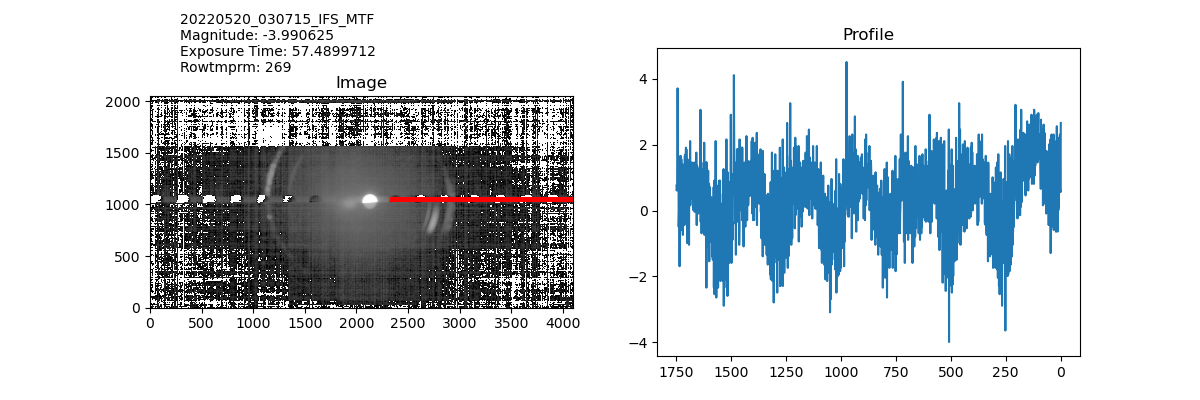 20220520_030715_IFS_MTF
Magnitude: -3.990625
Exposure Time: 57.4899712
Rowtmprm: 269
Image
2000
1500
1000
500
0
0 500 1000 1500 2000 2500 3000 3500 4000
Profile
4
2
0
−2
−4
1750 1500 1250 1000 750 500 250 0